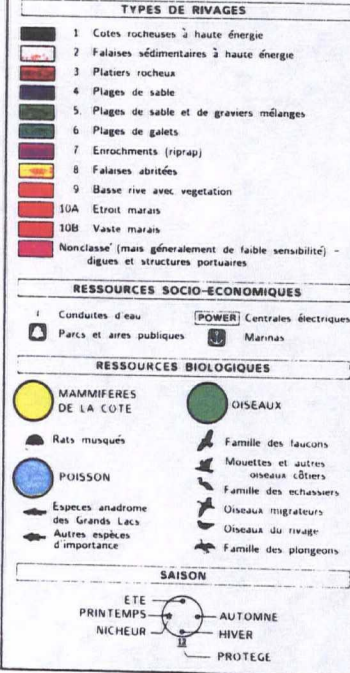 TYPES DE RIVAGES
1 Cotes rocheuses à haute énergie
2 Falaises sédimentaires à haute énergie
3 Platiers rocheux
4 Plages de sable
5. Plages de sable et de graviers mélanges
6 Plages de galets
7 Enrochments (riprap)
8 Falaises abritées
9 Basse rive avec vegetation
10A Etroit marais
10B Vaste marais
Nonclassé (mais géneralement de faible sensibilité) -
digues et structures portuaires
RESSOURCES SOCIO-ECONOMIQUES
Conduites d'eau
POWER Centrales électriques
Parcs et aires publiques
Marinas
RESSOURCES BIOLOGIQUES
MAMMIFERES
DE LA COTE
Rats musqués
POISSON
Especes anadrome
des Grands Lacs
Autres espèces
d'importance
OISEAUX
Famille des faucons
Mouettes et autres
oiseaux côtiers
Famille des echassiers
Oiseaux migrateurs
Oiseaux du rivage
Famille des plongeons
SAISON
ETE
PRINTEMPS
AUTOMNE
NICHEUR
HIVER
12
PROTEGE